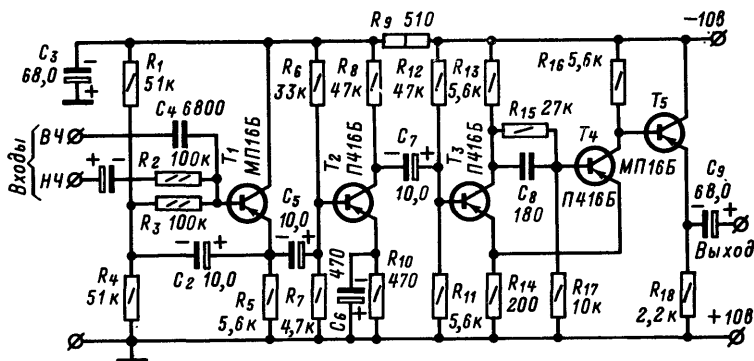 R9 510
−10в
C3
68,0
−
+
R1
51к
R6
33к
R8
47к
R12
47к
R13
5,6к
R16 5,6к
C4 6800
R15 27к
T5
Входы
ВЧ
НЧ
+ −
R2
100к
R3
100к
T1
МП16Б
T2
П416Б
C7
− +
10,0
T3
П416Б
C8
180
T4
П416Б
МП16Б
C9
68,0
− +
Выход
C5
10,0
− +
− +
C2 10,0
R4
51к
R5
5,6к
R7
4,7к
470
−
+
C6
R10
470
R11
5,6к
R14
200
R17
10к
R18
2,2к
+10в